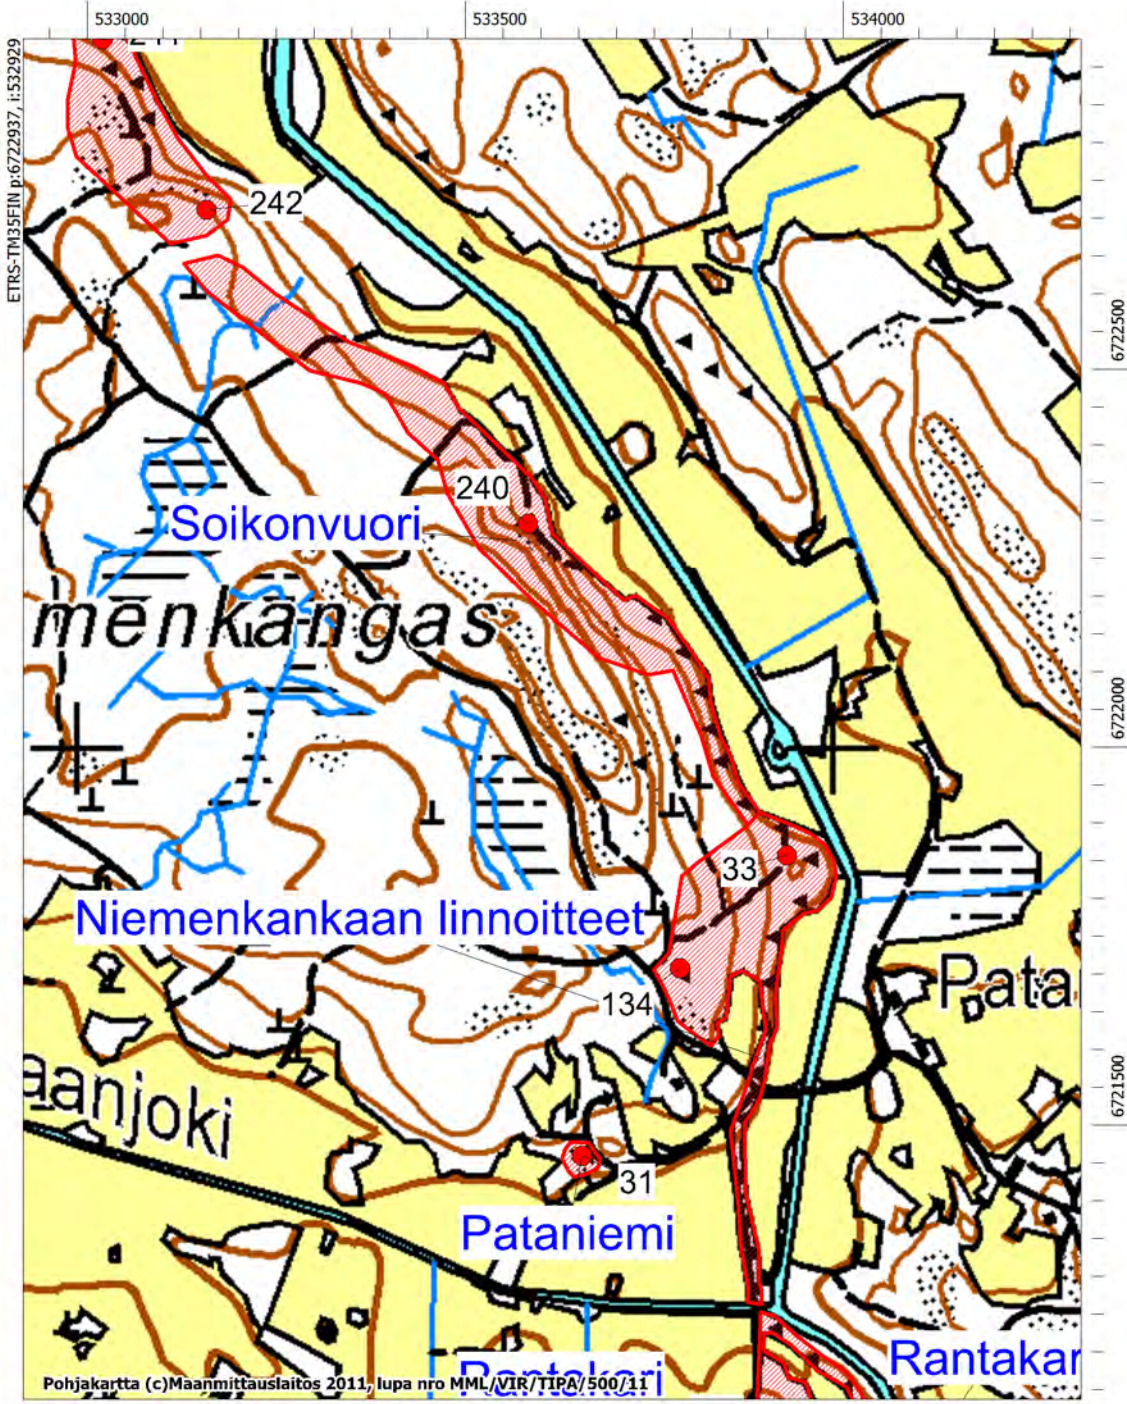 533000
533500
534000
ETRS-TM35FIN p:6722937, i:532929
242
6722500
240
Soikonvuori
menkangas
6722000
33
Niemenkankaan linnoitteet
134
Pata
aanjoki
6721500
31
Pataniemi
Rantakar
Rantakari
Pohjakartta (c)Maanmittauslaitos 2011, lupa nro MML/VIR/TIPA/500/11